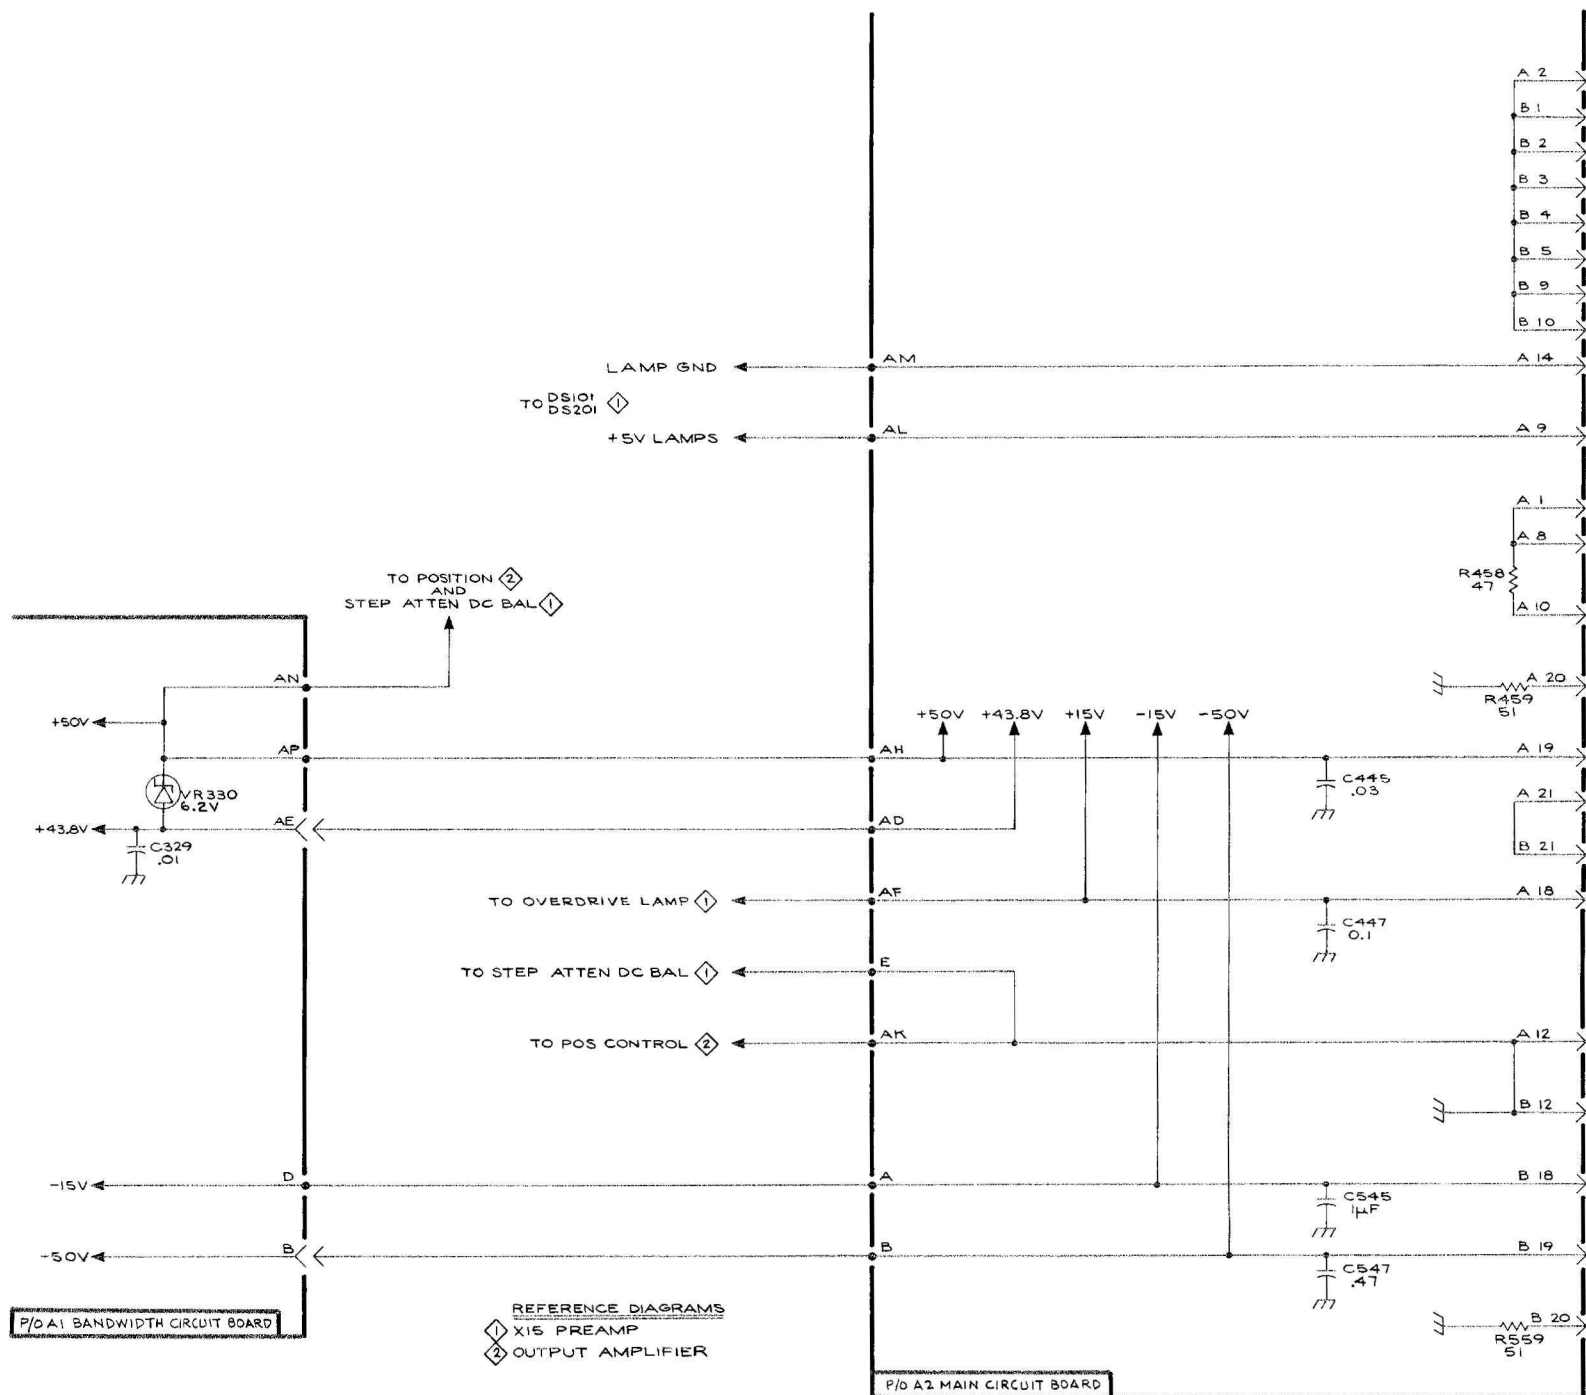 A 2
B 1
B 2
B 3
B 4
B 5
B 9
B 10
LAMP GND
AM
A 14
TO DS101
DS201
1
+5V LAMPS
AL
A 9
A 1
A 8
R458
47
A 10
TO POSITION 2
AND
STEP ATTEN DC BAL 1
AN
A 20
R459
51
+50V
+50V
+43.8V
+15V
-15V
-50V
AP
AH
A 19
VR330
6.2V
C445
.03
A 21
+43.8V
AE
AD
C329
.01
B 21
TO OVERDRIVE LAMP 1
AF
A 18
C447
0.1
TO STEP ATTEN DC BAL 1
E
TO POS CONTROL 2
AK
A 12
B 12
-15V
D
A
B 18
C545
1µF
-50V
B
B
B 19
C547
.47
P/O A1 BANDWIDTH CIRCUIT BOARD
REFERENCE DIAGRAMS
1 X15 PREAMP
2 OUTPUT AMPLIFIER
B 20
R559
51
P/O A2 MAIN CIRCUIT BOARD